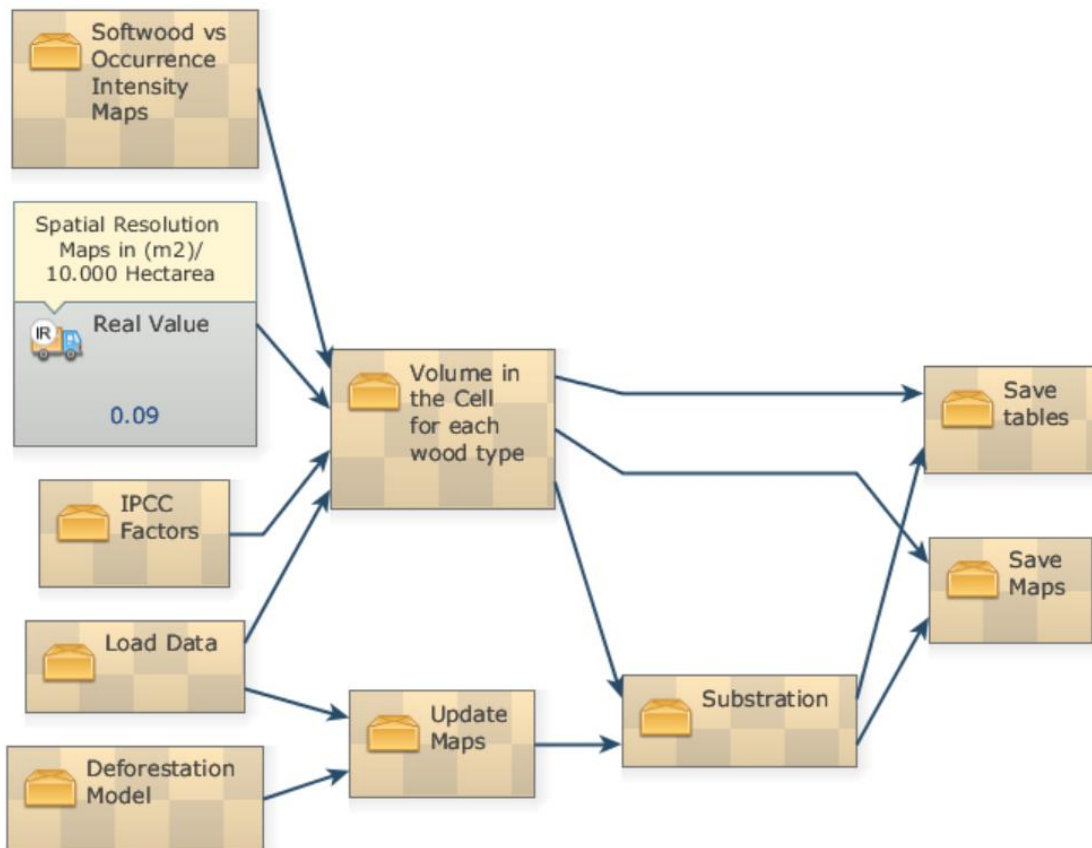 Softwood vs
Occurrence
Intensity
Maps
Spatial Resolution
Maps in (m2)/
10.000 Hectarea
IR
Real Value
0.09
Volume in
the Cell
for each
wood type
Save
tables
IPCC
Factors
Save
Maps
Load Data
Update
Maps
Substration
Deforestation
Model